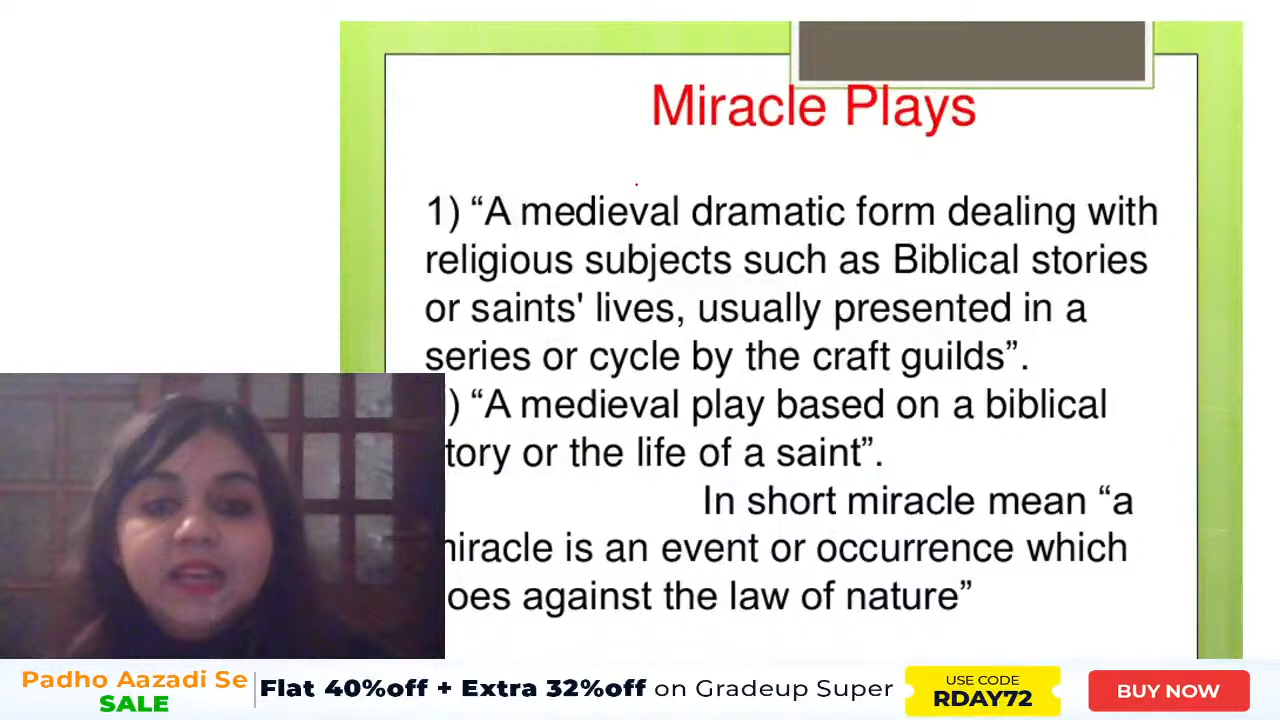 Miracle Plays
1) “A medieval dramatic form dealing with
religious subjects such as Biblical stories
or saints' lives, usually presented in a
series or cycle by the craft guilds”.
) “A medieval play based on a biblical
tory or the life of a saint”.
In short miracle mean “a
iracle is an event or occurrence which
oes against the law of nature”
Padho Aazadi Se
SALE
Flat 40%off + Extra 32%off on Gradeup Super
USE CODE
RDAY72
BUY NOW